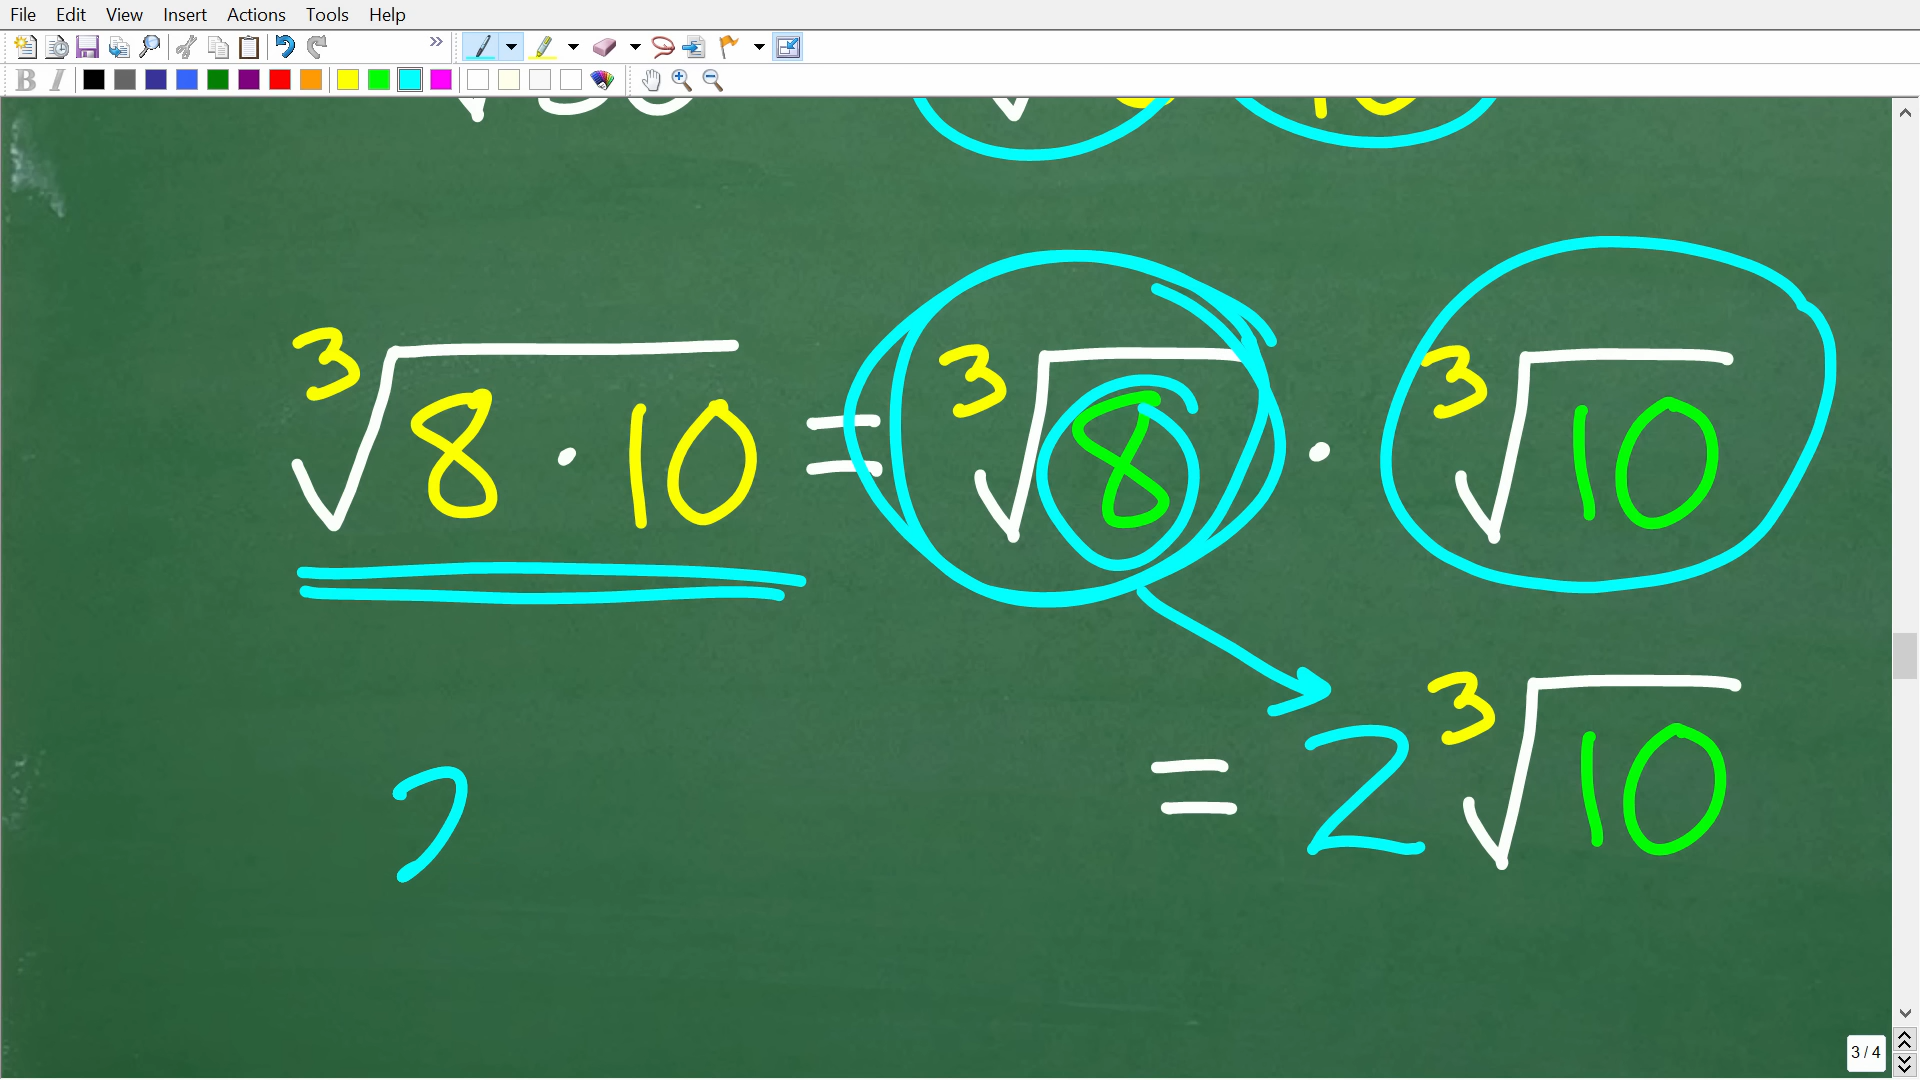 File Edit View Insert Actions Tools Help
B I
∛(8 · 10) = ∛8 · ∛10
= 2∛10
3 / 4